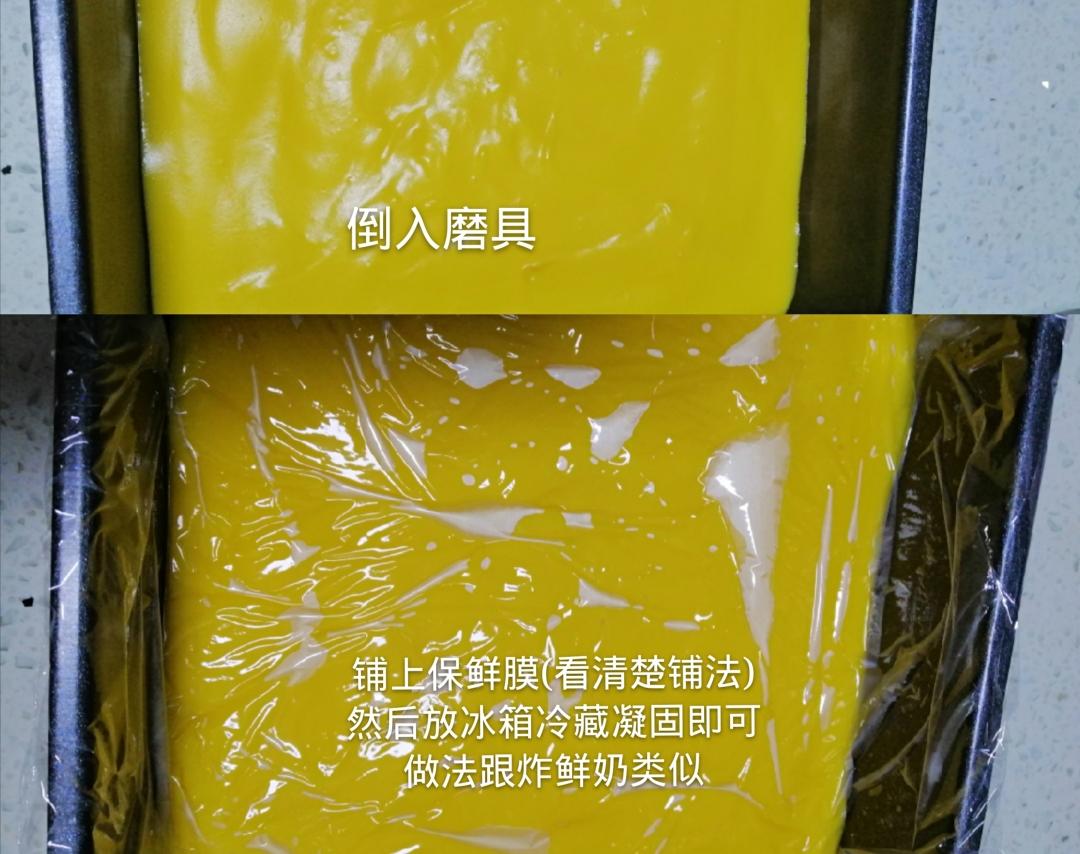 倒入磨具
铺上保鲜膜(看清楚铺法)
然后放冰箱冷藏凝固即可
做法跟炸鲜奶类似